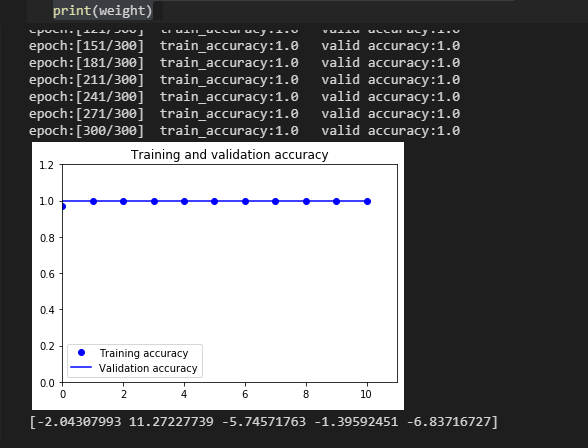 print(weight)
epoch:[121/300]  train_accuracy:1.0   valid accuracy:1.0
epoch:[151/300]  train_accuracy:1.0   valid accuracy:1.0
epoch:[181/300]  train_accuracy:1.0   valid accuracy:1.0
epoch:[211/300]  train_accuracy:1.0   valid accuracy:1.0
epoch:[241/300]  train_accuracy:1.0   valid accuracy:1.0
epoch:[271/300]  train_accuracy:1.0   valid accuracy:1.0
epoch:[300/300]  train_accuracy:1.0   valid accuracy:1.0
Training and validation accuracy
1.2
1.0
0.8
0.6
0.4
0.2
0.0
Training accuracy
Validation accuracy
0 2 4 6 8 10
[-2.04307993 11.27227739 -5.74571763 -1.39592451 -6.83716727]